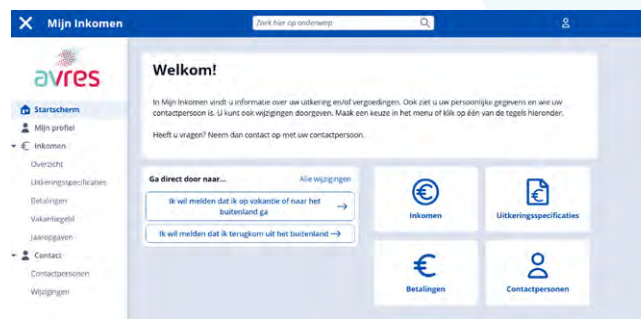 Mijn Inkomen
Zoek hier op onderwerp
avres
Startscherm
Mijn profiel
Inkomen
Overzicht
Uitkeringsspecificaties
Betalingen
Vakantiegeld
Jaaropgaven
Contact
Contactpersonen
Wijzigingen
Welkom!
In Mijn Inkomen vindt u informatie over uw uitkering en/of vergoedingen. Ook ziet u uw persoonlijke gegevens en wie uw
contactpersoon is. U kunt ook wijzigingen doorgeven. Maak een keuze in het menu of klik op één van de tegels hieronder.
Heeft u vragen? Neem dan contact op met uw contactpersoon.
Ga direct door naar... Alle wijzigingen
Ik wil melden dat ik op vakantie of naar het
buitenland ga →
Ik wil melden dat ik terugkom uit het buitenland →
Inkomen
Uitkeringsspecificaties
Betalingen
Contactpersonen